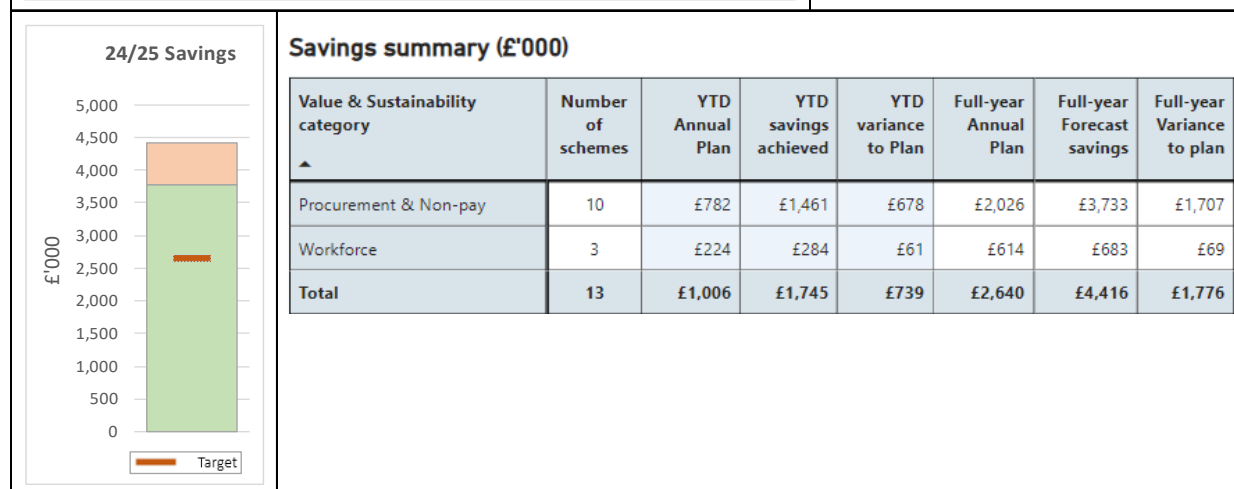 24/25 Savings
5,000
4,500
4,000
3,500
3,000
2,500
2,000
1,500
1,000
500
0
£'000
Target
Savings summary (£'000)
Value & Sustainability category Number of schemes YTD Annual Plan YTD savings achieved YTD variance to Plan Full-year Annual Plan Full-year Forecast savings Full-year Variance to plan
Procurement & Non-pay 10 £782 £1,461 £678 £2,026 £3,733 £1,707
Workforce 3 £224 £284 £61 £614 £683 £69
Total 13 £1,006 £1,745 £739 £2,640 £4,416 £1,776